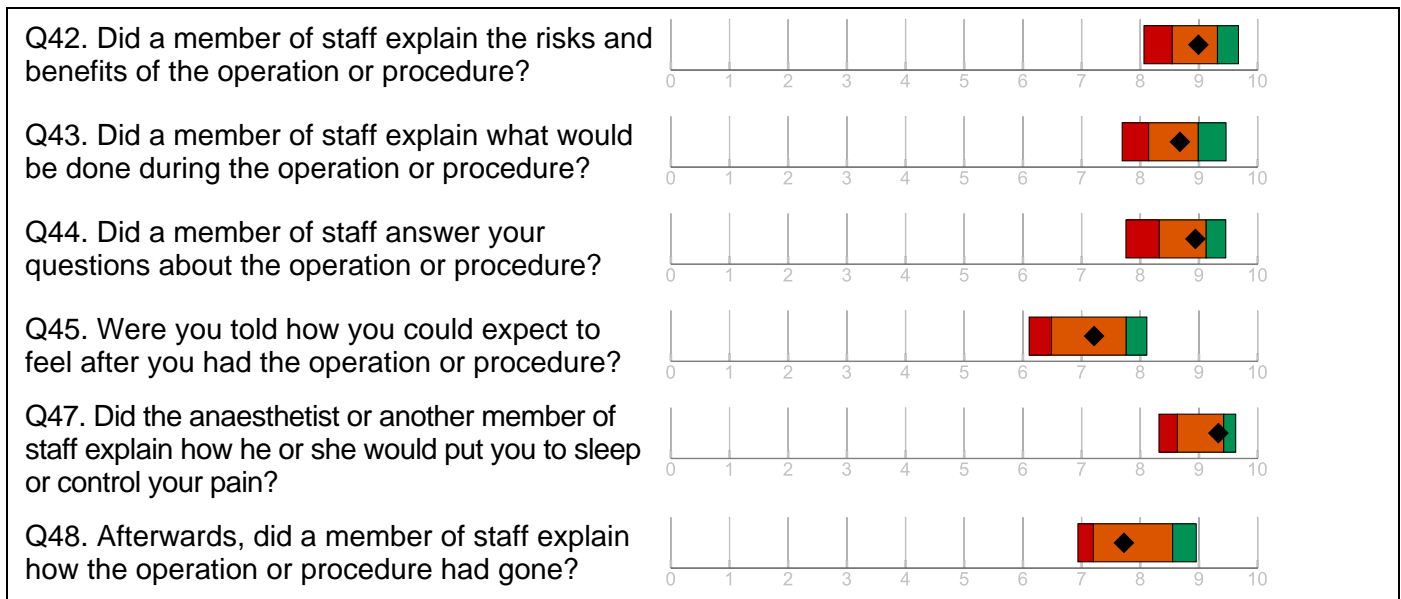 Q42. Did a member of staff explain the risks and
benefits of the operation or procedure?
0 1 2 3 4 5 6 7 8 9 10
Q43. Did a member of staff explain what would
be done during the operation or procedure?
0 1 2 3 4 5 6 7 8 9 10
Q44. Did a member of staff answer your
questions about the operation or procedure?
0 1 2 3 4 5 6 7 8 9 10
Q45. Were you told how you could expect to
feel after you had the operation or procedure?
0 1 2 3 4 5 6 7 8 9 10
Q47. Did the anaesthetist or another member of
staff explain how he or she would put you to sleep
or control your pain?
0 1 2 3 4 5 6 7 8 9 10
Q48. Afterwards, did a member of staff explain
how the operation or procedure had gone?
0 1 2 3 4 5 6 7 8 9 10